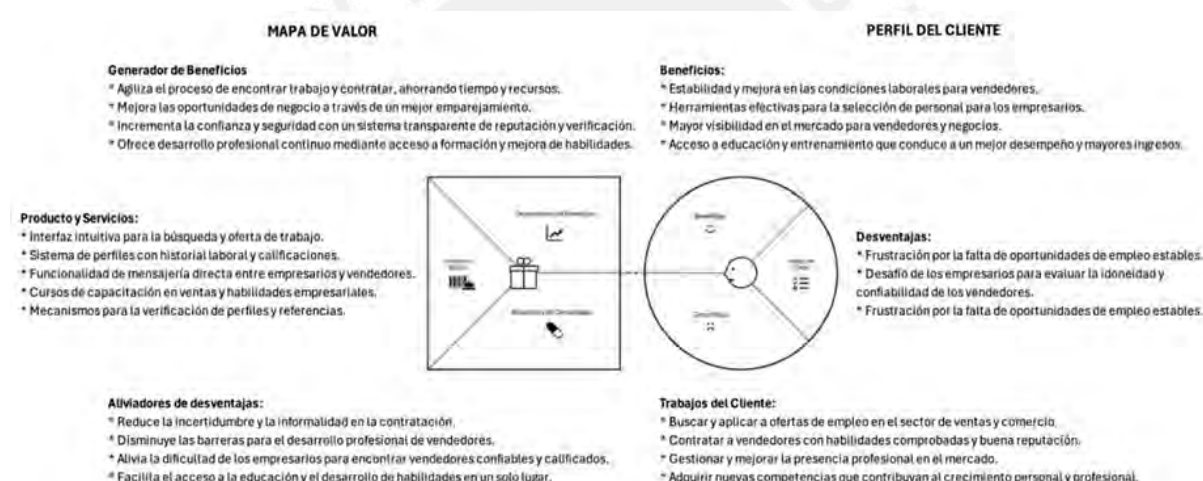 MAPA DE VALOR
Generador de Beneficios
* Agiliza el proceso de encontrar trabajo y contratar, ahorrando tiempo y recursos.
* Mejora las oportunidades de negocio a través de un mejor emparejamiento.
* Incrementa la confianza y seguridad con un sistema transparente de reputación y verificación.
* Ofrece desarrollo profesional continuo mediante acceso a formación y mejora de habilidades.
Producto y Servicios:
* Interfaz intuitiva para la búsqueda y oferta de trabajo.
* Sistema de perfiles con historial laboral y calificaciones.
* Funcionalidad de mensajería directa entre empresarios y vendedores.
* Cursos de capacitación en ventas y habilidades empresariales.
* Mecanismos para la verificación de perfiles y referencias.
Aliviadores de desventajas:
* Reduce la incertidumbre y la informalidad en la contratación.
* Disminuye las barreras para el desarrollo profesional de vendedores.
* Alivia la dificultad de los empresarios para encontrar vendedores confiables y calificados.
* Facilita el acceso a la educación y el desarrollo de habilidades en un solo lugar.
PERFIL DEL CLIENTE
Beneficios:
* Estabilidad y mejora en las condiciones laborales para vendedores.
* Herramientas efectivas para la selección de personal para los empresarios.
* Mayor visibilidad en el mercado para vendedores y negocios.
* Acceso a educación y entrenamiento que conduce a un mejor desempeño y mayores ingresos.
Desventajas:
* Frustración por la falta de oportunidades de empleo estables.
* Desafío de los empresarios para evaluar la idoneidad y
confiabilidad de los vendedores.
* Frustración por la falta de oportunidades de empleo estables.
Trabajos del Cliente:
* Buscar y aplicar a ofertas de empleo en el sector de ventas y comercio.
* Contratar a vendedores con habilidades comprobadas y buena reputación.
* Gestionar y mejorar la presencia profesional en el mercado.
* Adquirir nuevas competencias que contribuyan al crecimiento personal y profesional.